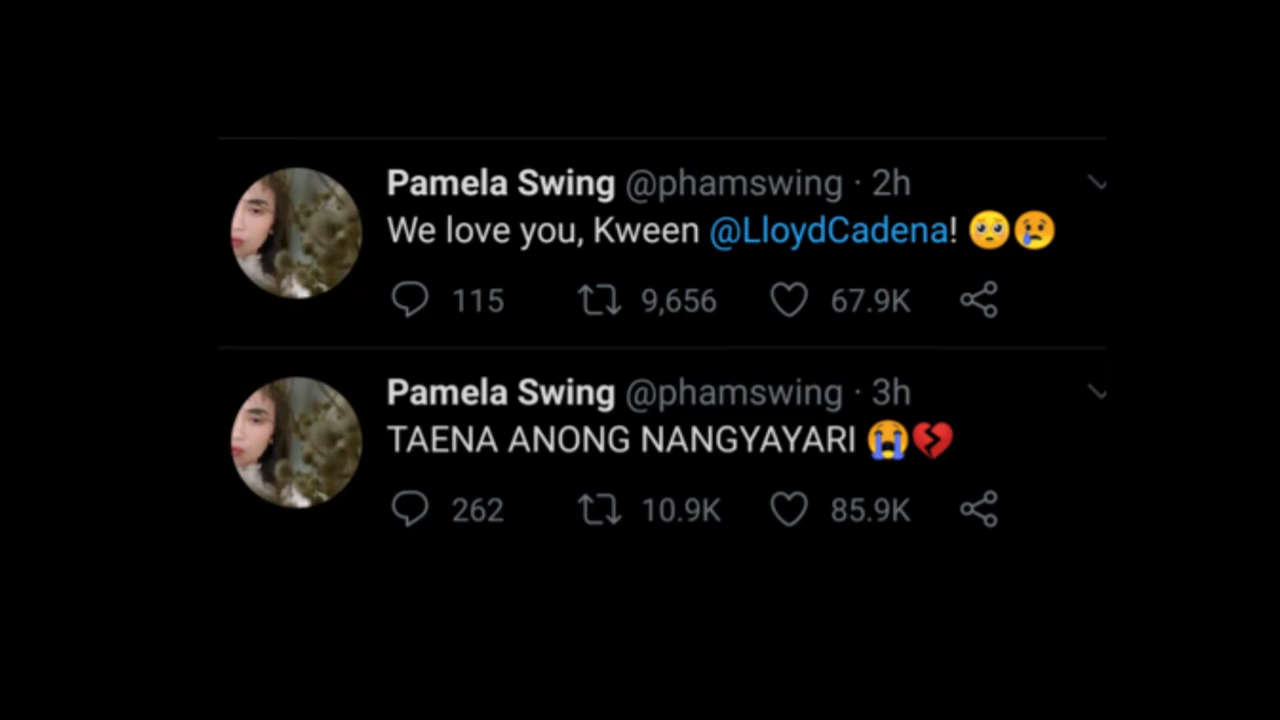 Pamela Swing @phamswing · 2h
We love you, Kween @LloydCadena! 🥺😢
115 9,656 67.9K
Pamela Swing @phamswing · 3h
TAENA ANONG NANGYAYARI 😭💔
262 10.9K 85.9K